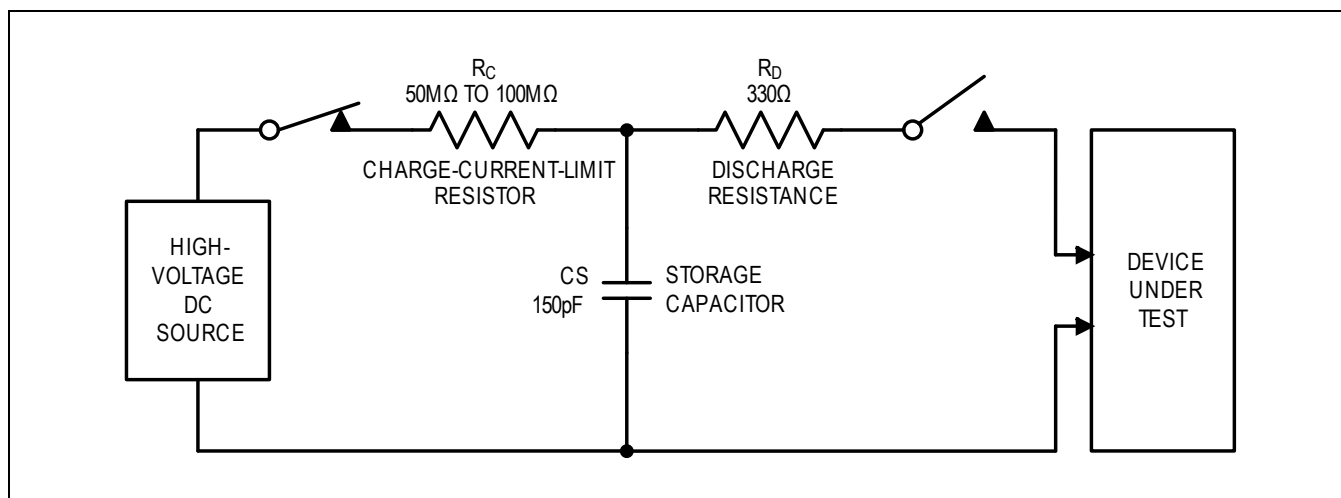 R_C
50MΩ TO 100MΩ
CHARGE-CURRENT-LIMIT
RESISTOR
R_D
330Ω
DISCHARGE
RESISTANCE
HIGH-
VOLTAGE
DC
SOURCE
CS
150pF
STORAGE
CAPACITOR
DEVICE
UNDER
TEST